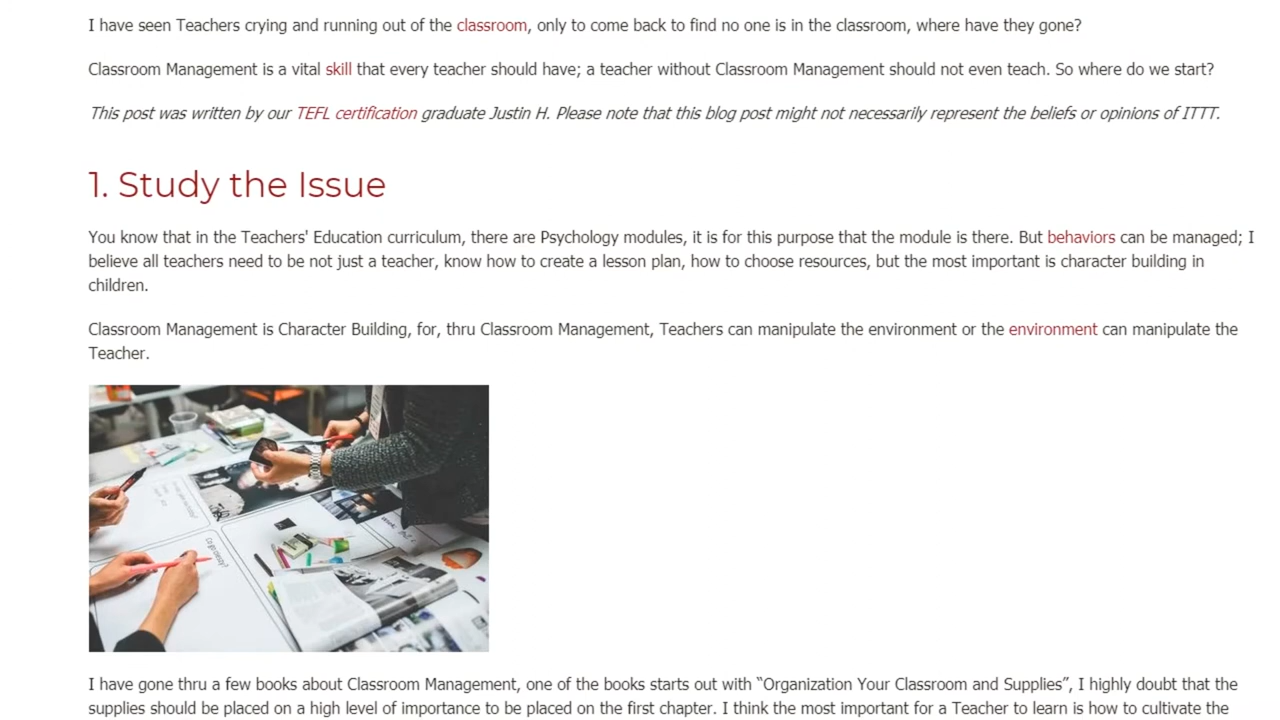 I have seen Teachers crying and running out of the classroom, only to come back to find no one is in the classroom, where have they gone?
Classroom Management is a vital skill that every teacher should have; a teacher without Classroom Management should not even teach. So where do we start?
This post was written by our TEFL certification graduate Justin H. Please note that this blog post might not necessarily represent the beliefs or opinions of ITTT.
1. Study the Issue
You know that in the Teachers' Education curriculum, there are Psychology modules, it is for this purpose that the module is there. But behaviors can be managed; I
believe all teachers need to be not just a teacher, know how to create a lesson plan, how to choose resources, but the most important is character building in
children.
Classroom Management is Character Building, for, thru Classroom Management, Teachers can manipulate the environment or the environment can manipulate the
Teacher.
I have gone thru a few books about Classroom Management, one of the books starts out with “Organization Your Classroom and Supplies”, I highly doubt that the
supplies should be placed on a high level of importance to be placed on the first chapter. I think the most important for a Teacher to learn is how to cultivate the